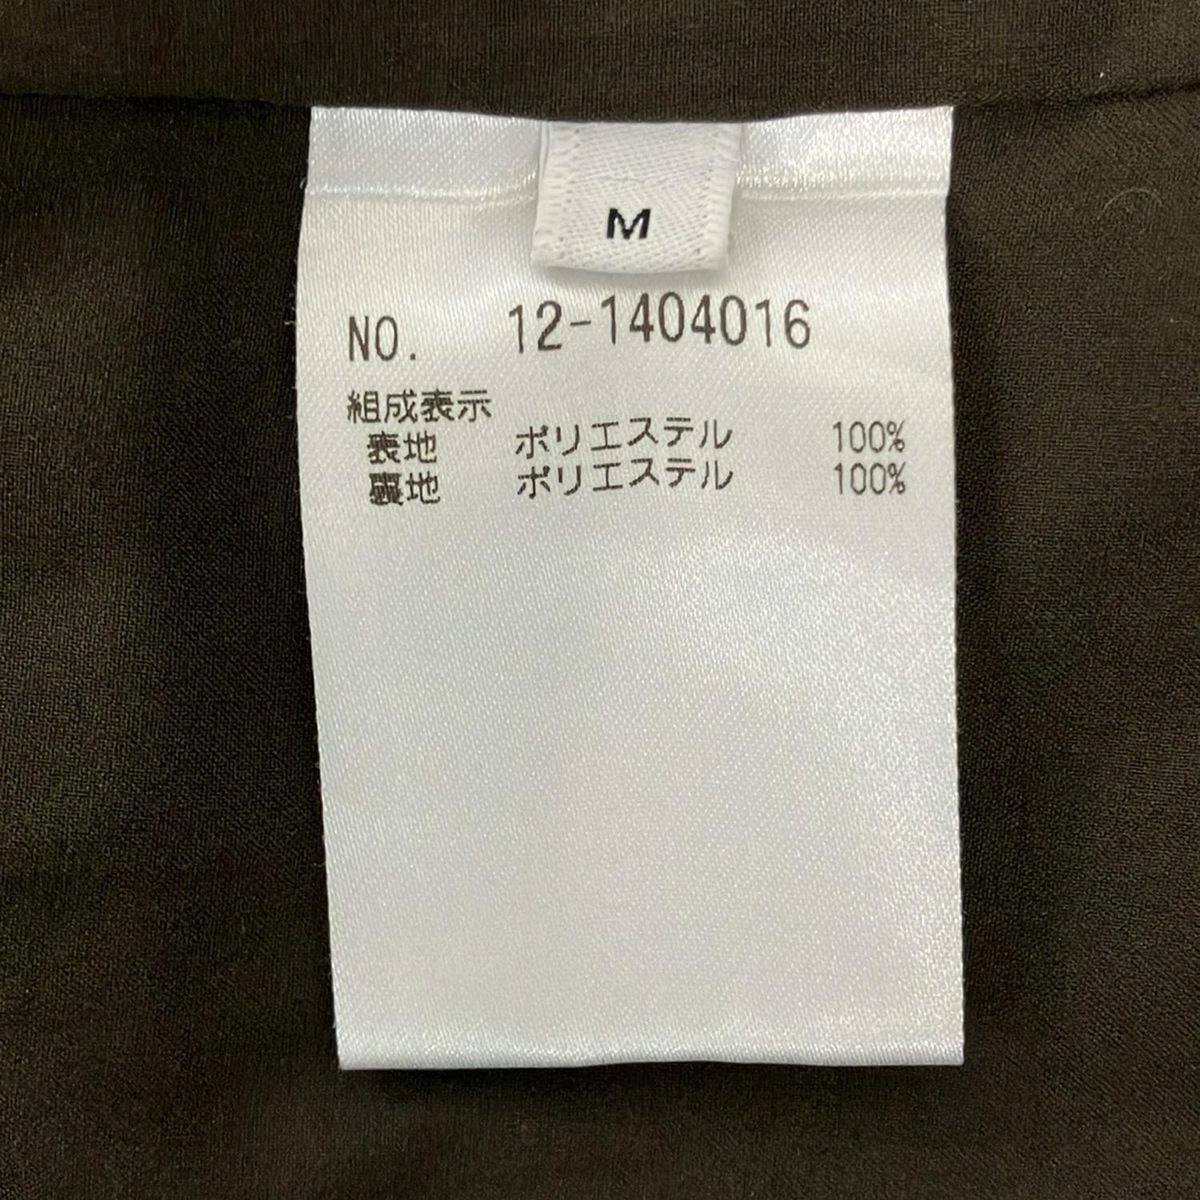 M
NO. 12-1404016
組成表示
表地 ポリエステル 100%
裏地 ポリエステル 100%